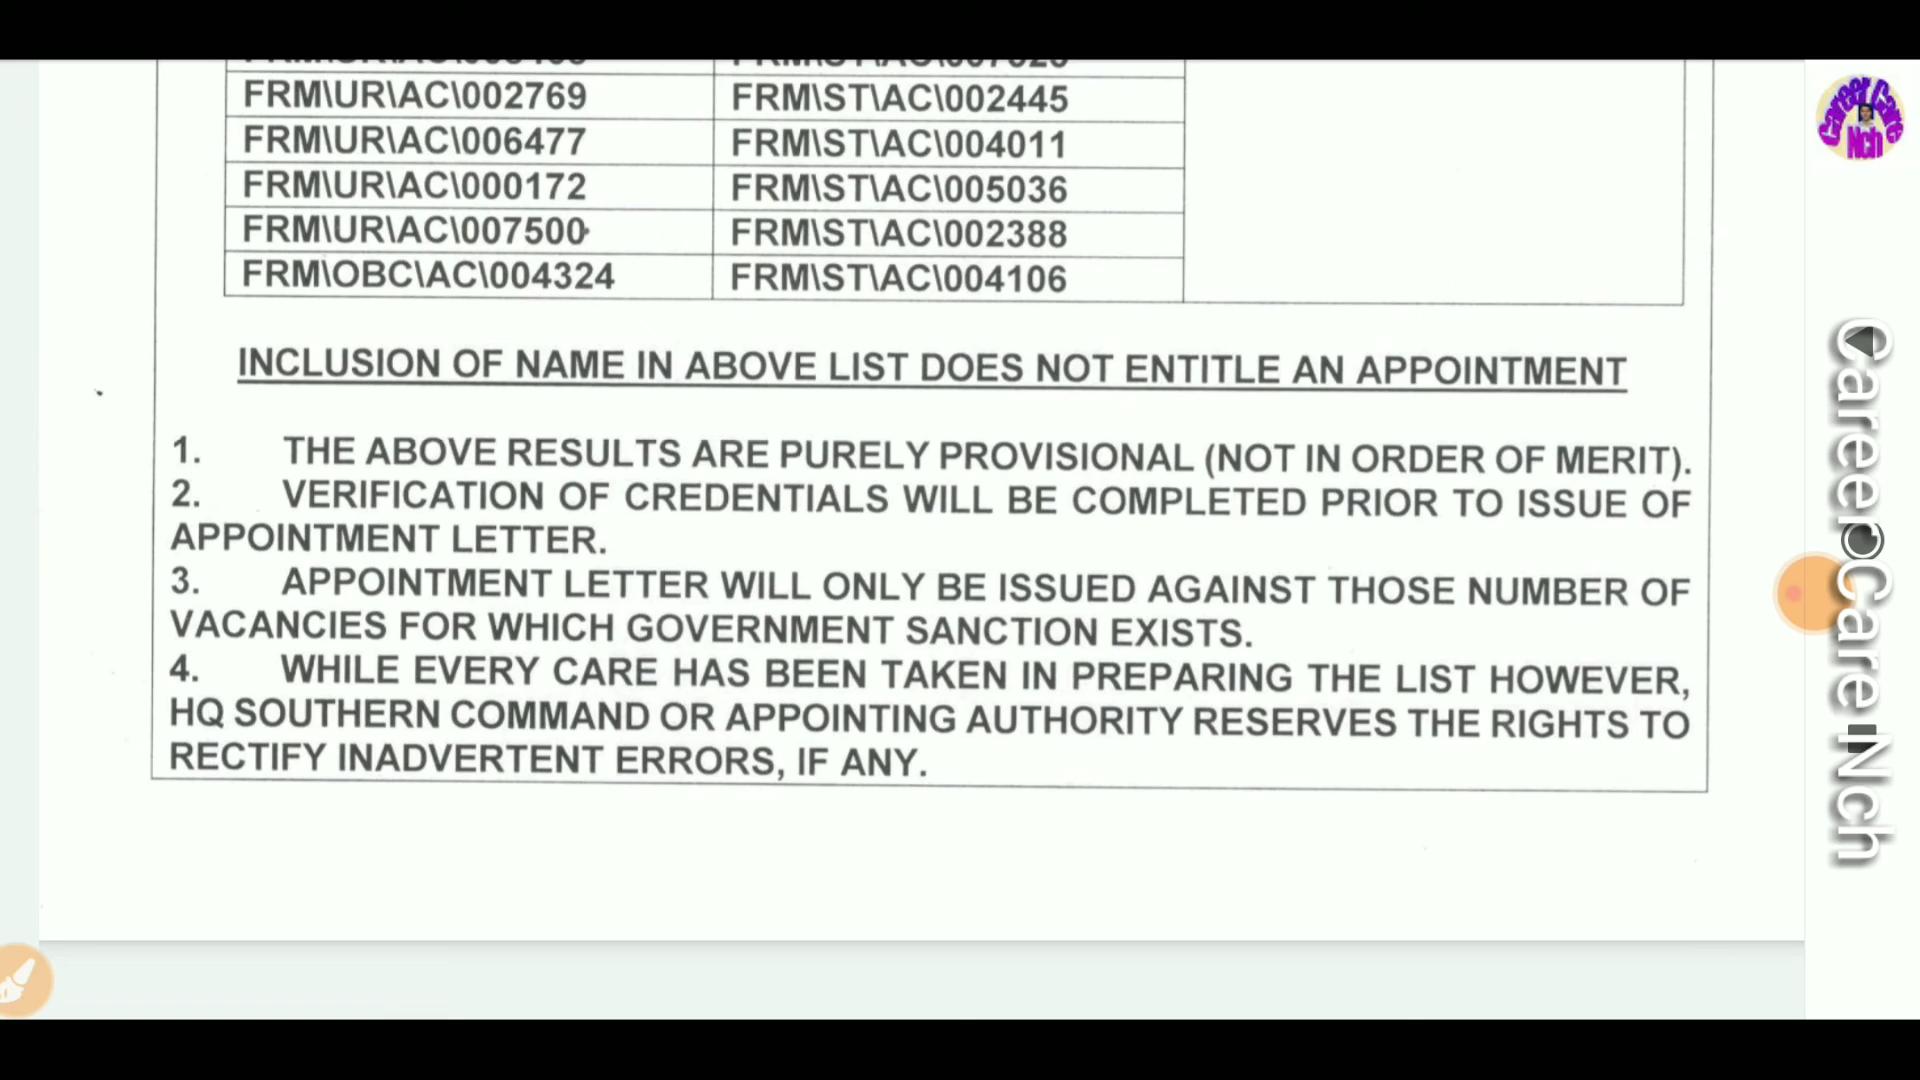 FRM\UR\AC\002769 FRM\ST\AC\002445
FRM\UR\AC\006477 FRM\ST\AC\004011
FRM\UR\AC\000172 FRM\ST\AC\005036
FRM\UR\AC\007500 FRM\ST\AC\002388
FRM\OBC\AC\004324 FRM\ST\AC\004106
INCLUSION OF NAME IN ABOVE LIST DOES NOT ENTITLE AN APPOINTMENT
1. THE ABOVE RESULTS ARE PURELY PROVISIONAL (NOT IN ORDER OF MERIT).
2. VERIFICATION OF CREDENTIALS WILL BE COMPLETED PRIOR TO ISSUE OF
APPOINTMENT LETTER.
3. APPOINTMENT LETTER WILL ONLY BE ISSUED AGAINST THOSE NUMBER OF
VACANCIES FOR WHICH GOVERNMENT SANCTION EXISTS.
4. WHILE EVERY CARE HAS BEEN TAKEN IN PREPARING THE LIST HOWEVER,
HQ SOUTHERN COMMAND OR APPOINTING AUTHORITY RESERVES THE RIGHTS TO
RECTIFY INADVERTENT ERRORS, IF ANY.
Career Care
Nch
Career Care Nch